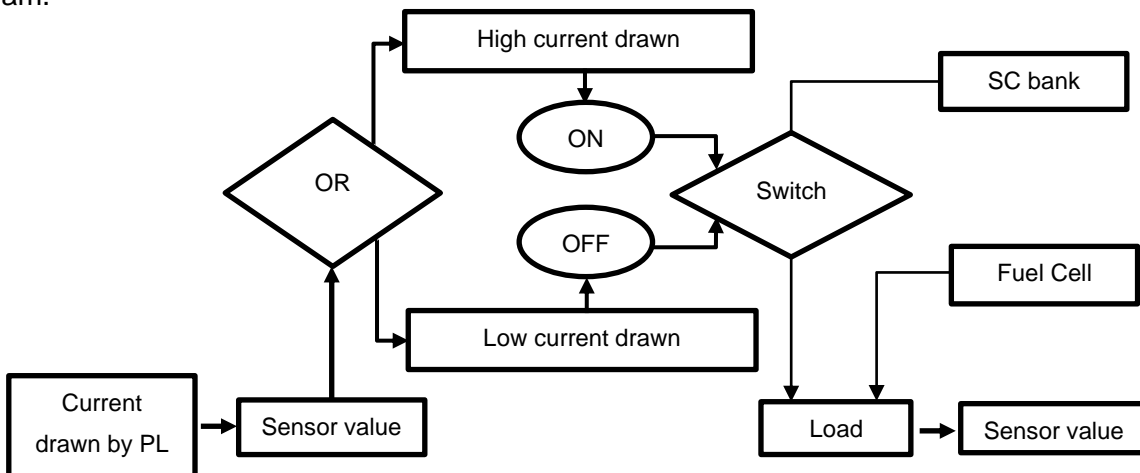 High current drawn
SC bank
ON
OR
Switch
OFF
Fuel Cell
Low current drawn
Current
drawn by PL
Sensor value
Load
Sensor value